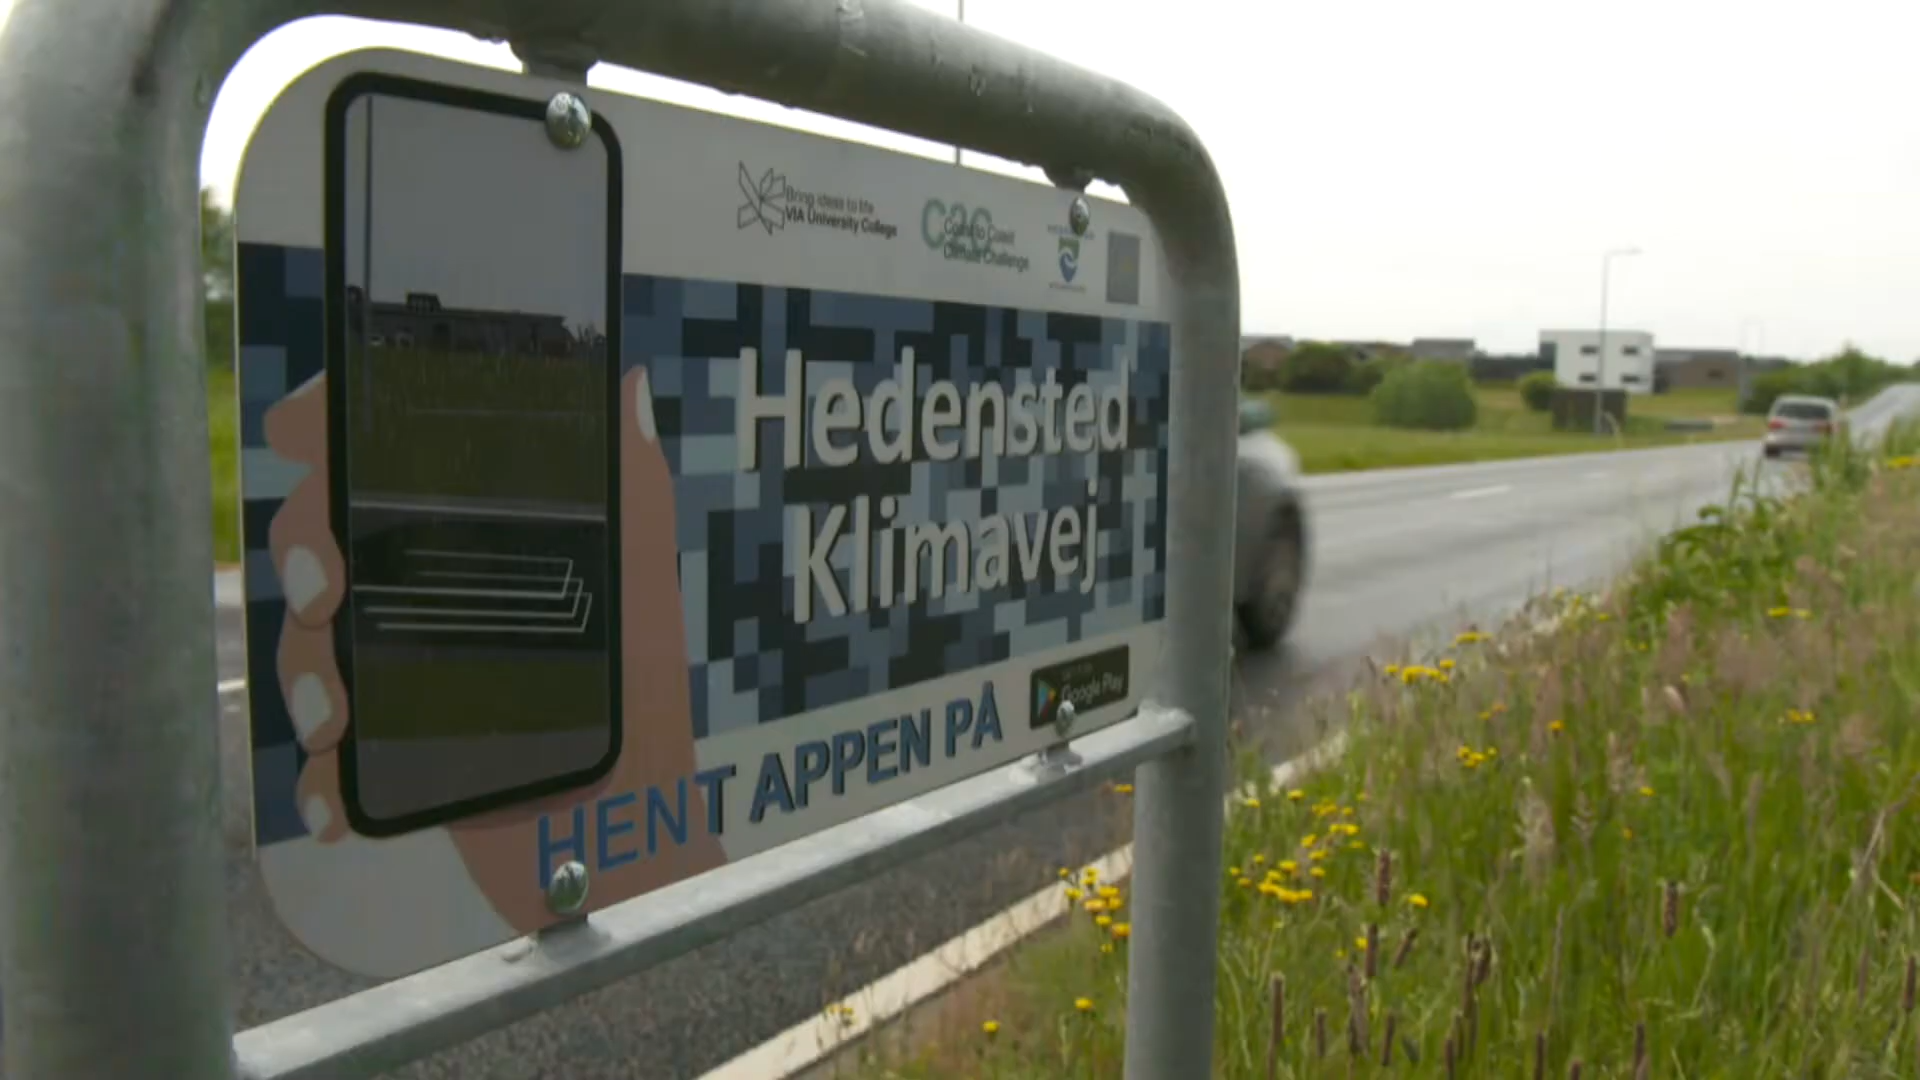 Bring ideas to life
VIA University College
C2C
Coast to Coast
Climate Challenge
Hedensted
Klimavej
HENT APPEN PÅ
Google Play